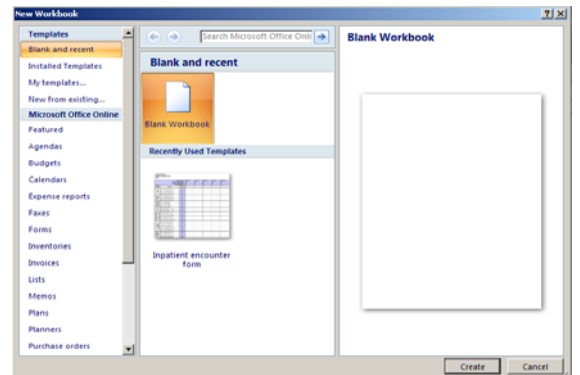 New Workbook
Templates
Blank and recent
Installed Templates
My templates...
New from existing...
Microsoft Office Online
Featured
Agendas
Budgets
Calendars
Expense reports
Faxes
Forms
Inventories
Invoices
Lists
Memos
Plans
Planners
Purchase orders
Search Microsoft Office Onli
Blank and recent
Blank Workbook
Recently Used Templates
Inpatient encounter
form
Blank Workbook
Create
Cancel